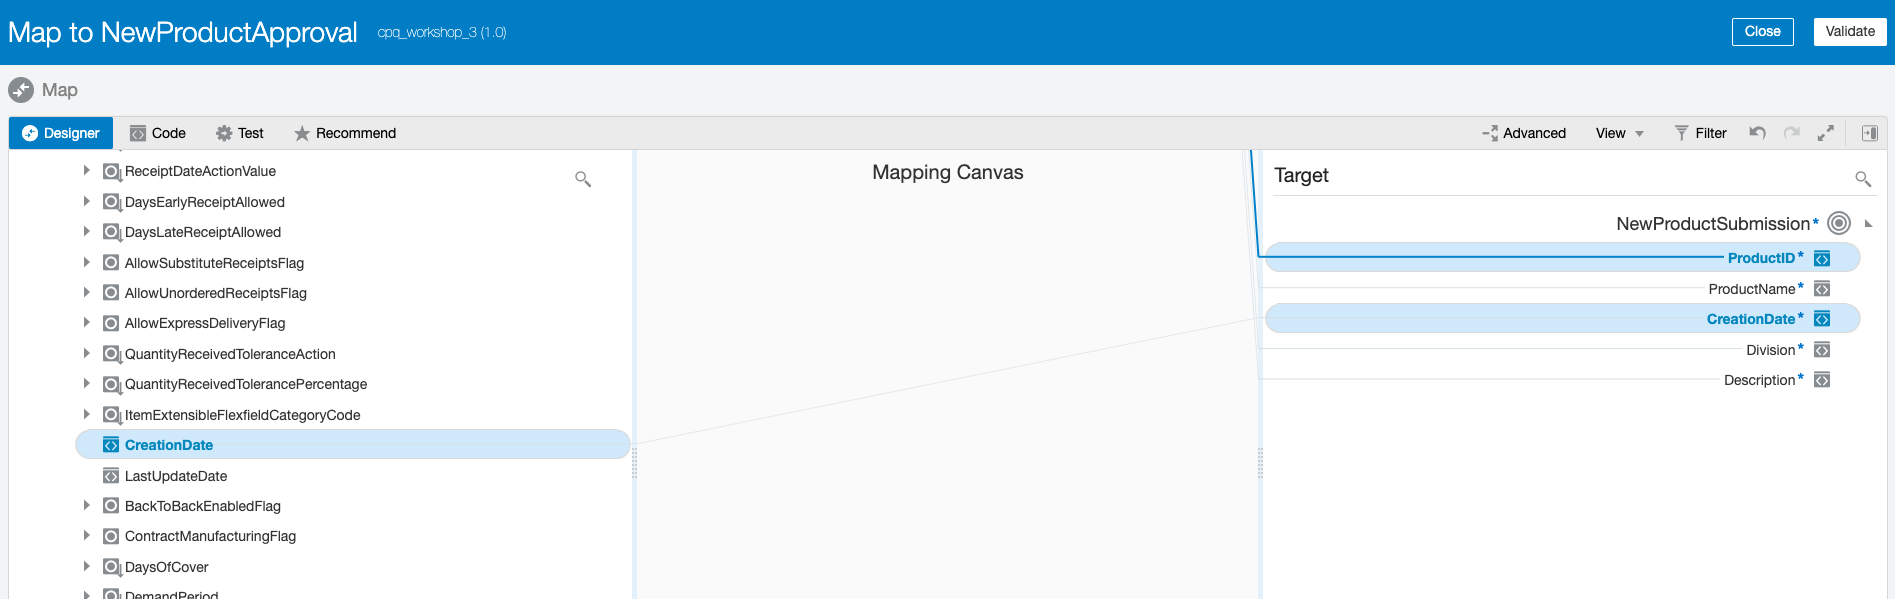 Map to NewProductApproval cpq_workshop_3 (1.0) Close Validate
Map
Designer Code Test Recommend Advanced View Filter
ReceiptDateActionValue
DaysEarlyReceiptAllowed
DaysLateReceiptAllowed
AllowSubstituteReceiptsFlag
AllowUnorderedReceiptsFlag
AllowExpressDeliveryFlag
QuantityReceivedToleranceAction
QuantityReceivedTolerancePercentage
ItemExtensibleFlexfieldCategoryCode
CreationDate
LastUpdateDate
BackToBackEnabledFlag
ContractManufacturingFlag
DaysOfCover
DemandPeriod
Mapping Canvas
Target
NewProductSubmission*
ProductID*
ProductName*
CreationDate*
Division*
Description*